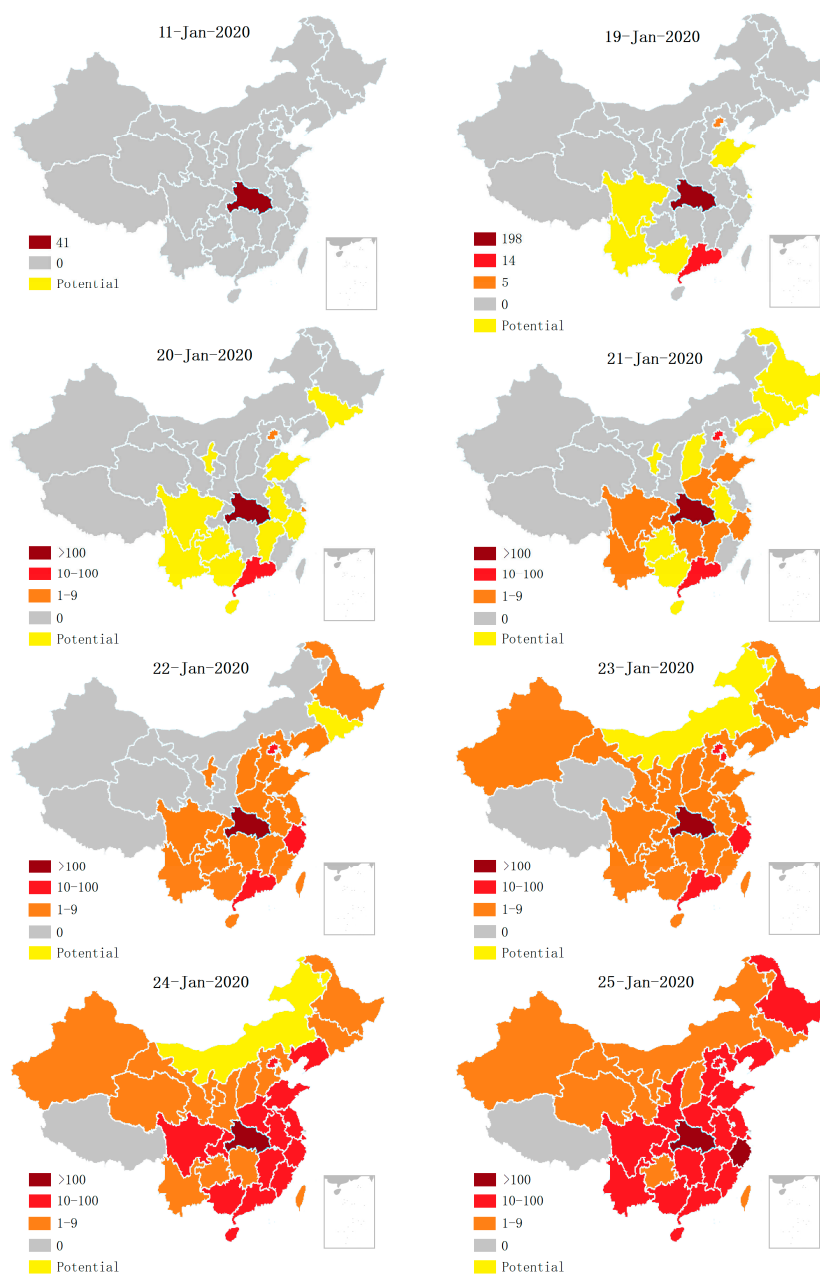 11-Jan-2020
41
0
Potential
19-Jan-2020
198
14
5
0
Potential
20-Jan-2020
>100
10-100
1-9
0
Potential
21-Jan-2020
>100
10-100
1-9
0
Potential
22-Jan-2020
>100
10-100
1-9
0
Potential
23-Jan-2020
>100
10-100
1-9
0
Potential
24-Jan-2020
>100
10-100
1-9
0
Potential
25-Jan-2020
>100
10-100
1-9
0
Potential